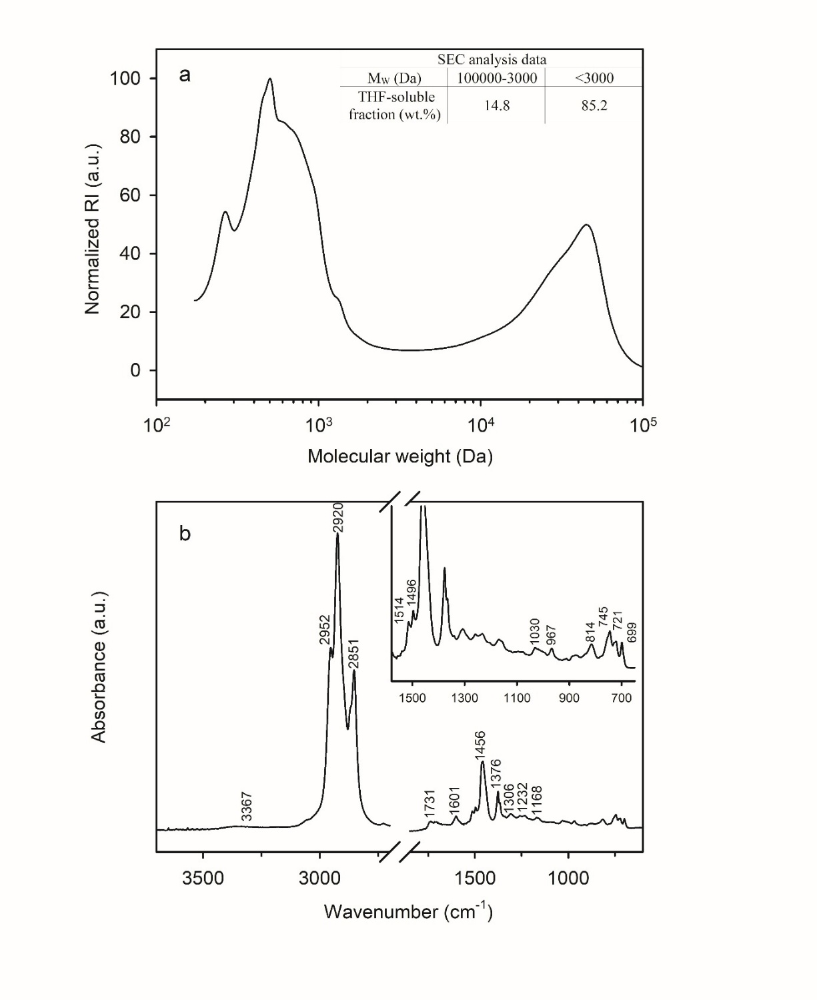 a
SEC analysis data
Mw (Da) 100000-3000 <3000
THF-soluble
fraction (wt.%) 14.8 85.2
100
80
60
40
20
0
Normalized RI (a.u.)
10² 10³ 10⁴ 10⁵
Molecular weight (Da)
b
2920
2952
2851
3367
1514
1496
1030
967
814
745
721
699
1500 1300 1100 900 700
1731
1601
1456
1376
1306
1232
1168
Absorbance (a.u.)
3500 3000 1500 1000
Wavenumber (cm⁻¹)